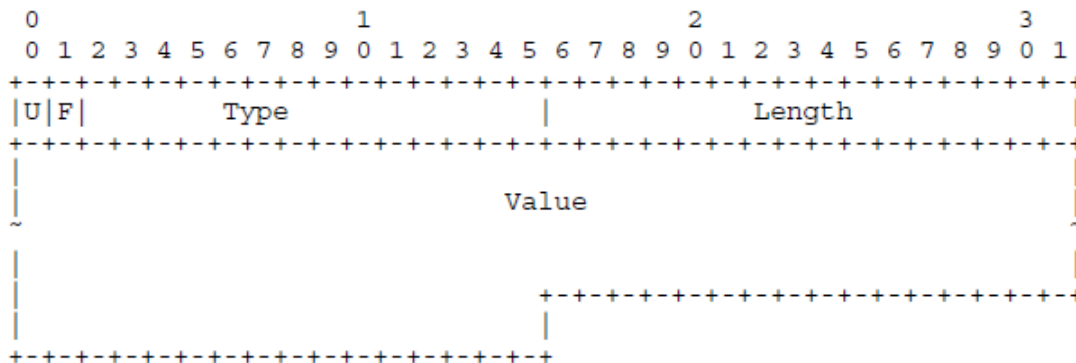 0                   1                   2                   3
0 1 2 3 4 5 6 7 8 9 0 1 2 3 4 5 6 7 8 9 0 1 2 3 4 5 6 7 8 9 0 1
+-+-+-+-+-+-+-+-+-+-+-+-+-+-+-+-+-+-+-+-+-+-+-+-+-+-+-+-+-+-+-+-+
|U|F|        Type               |            Length             |
+-+-+-+-+-+-+-+-+-+-+-+-+-+-+-+-+-+-+-+-+-+-+-+-+-+-+-+-+-+-+-+-+
|                                                               |
|                             Value                             |
~                                                               ~
|                                                               |
|                               +-+-+-+-+-+-+-+-+-+-+-+-+-+-+-+-+
|                               |
+-+-+-+-+-+-+-+-+-+-+-+-+-+-+-+-+